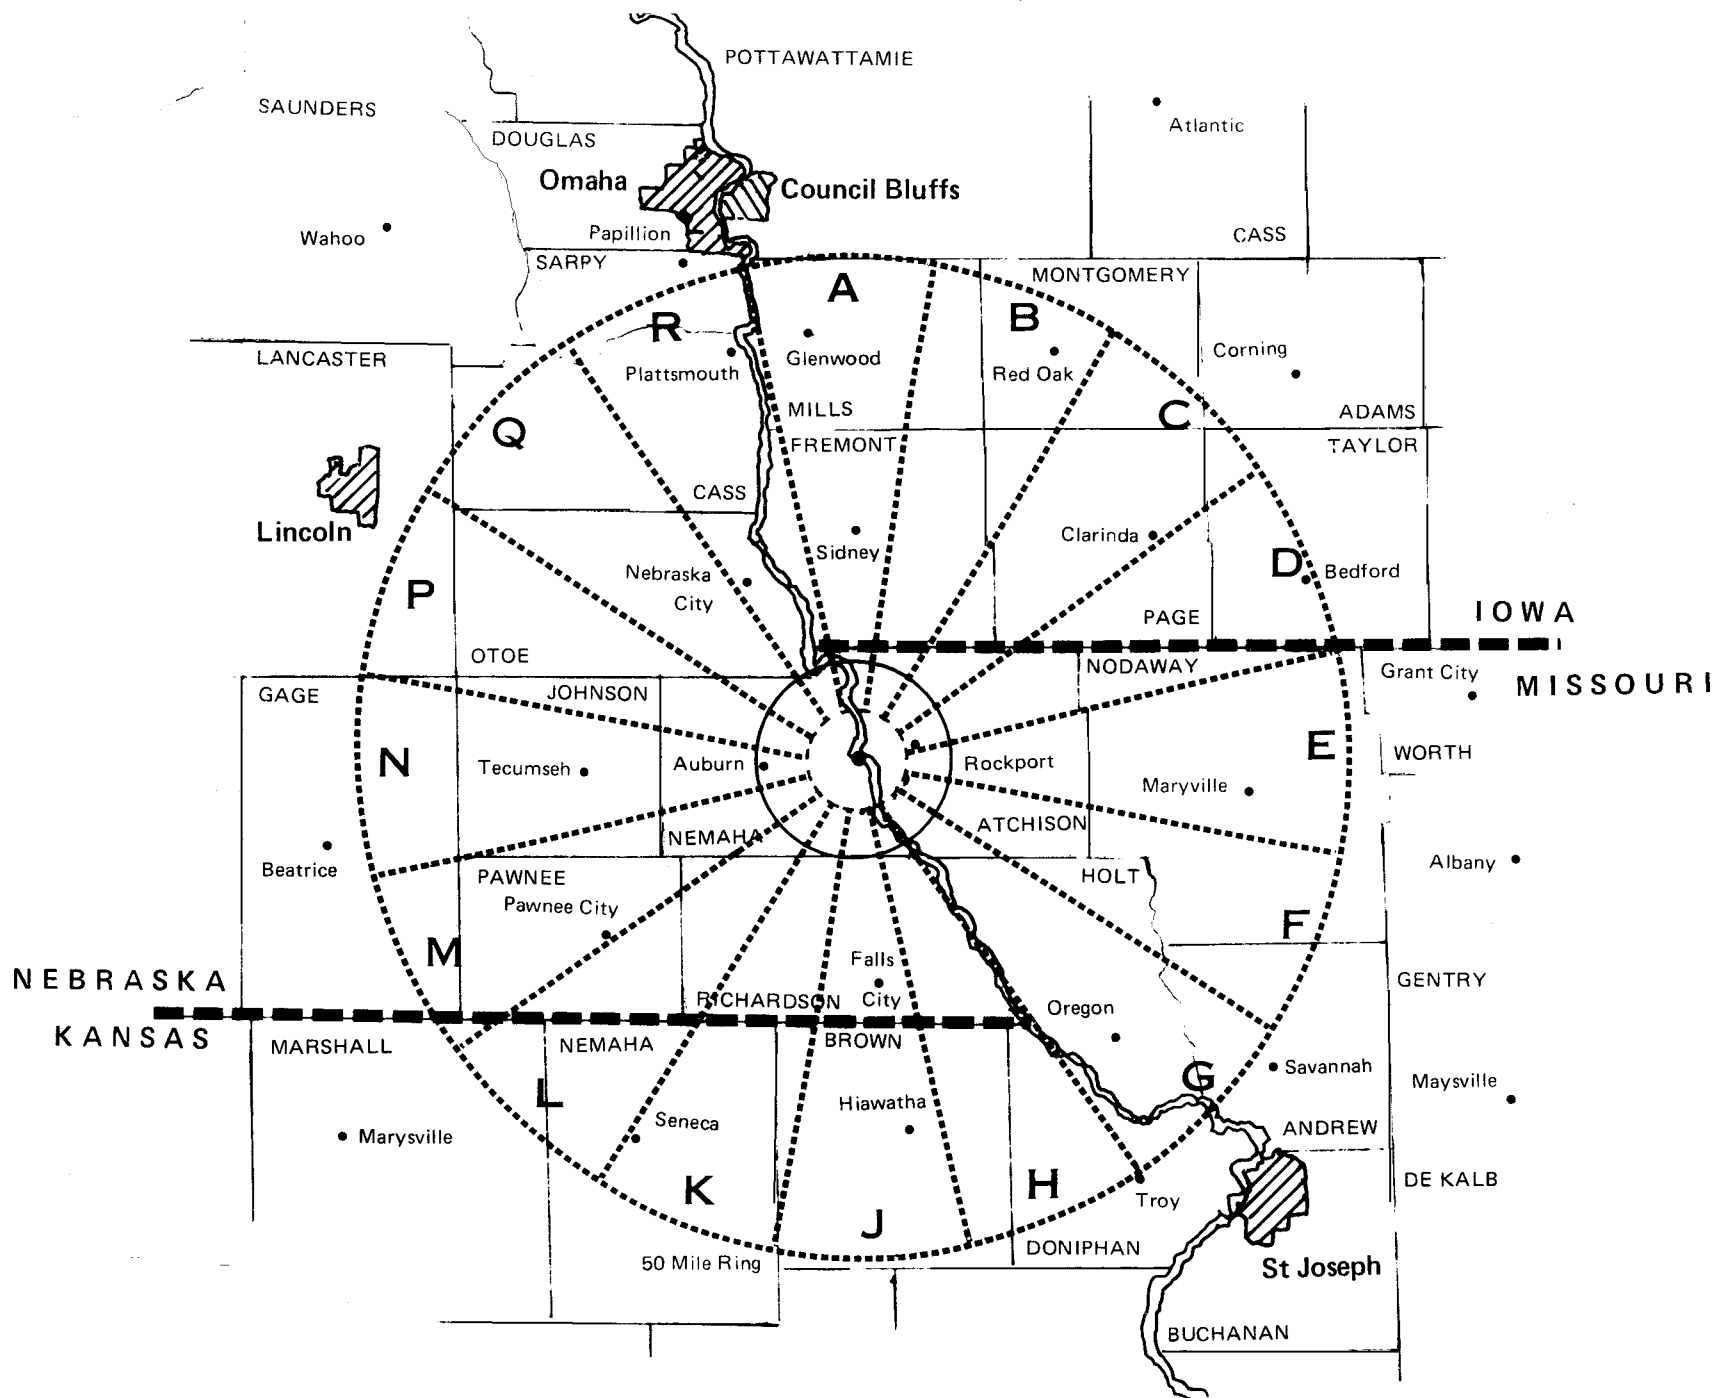 POTTAWATTAMIE
SAUNDERS
Atlantic
DOUGLAS
Omaha
Council Bluffs
Wahoo
Papillion
CASS
SARPY
MONTGOMERY
A
B
R
LANCASTER
Glenwood
Corning
Plattsmouth
Red Oak
MILLS
C
ADAMS
Q
FREMONT
TAYLOR
CASS
Lincoln
Sidney
Clarinda
D
Bedford
Nebraska
City
P
PAGE
IOWA
OTOE
NODAWAY
Grant City
MISSOURI
GAGE
JOHNSON
N
Tecumseh
Auburn
Rockport
E
WORTH
Maryville
NEMAHA
ATCHISON
Beatrice
PAWNEE
HOLT
Albany
Pawnee City
F
M
Falls
City
NEBRASKA
RICHARDSON
Oregon
GENTRY
KANSAS
MARSHALL
NEMAHA
BROWN
G
Savannah
Maysville
L
Hiawatha
Seneca
ANDREW
Marysville
K
H
Troy
DE KALB
J
50 Mile Ring
DONIPHAN
St Joseph
BUCHANAN